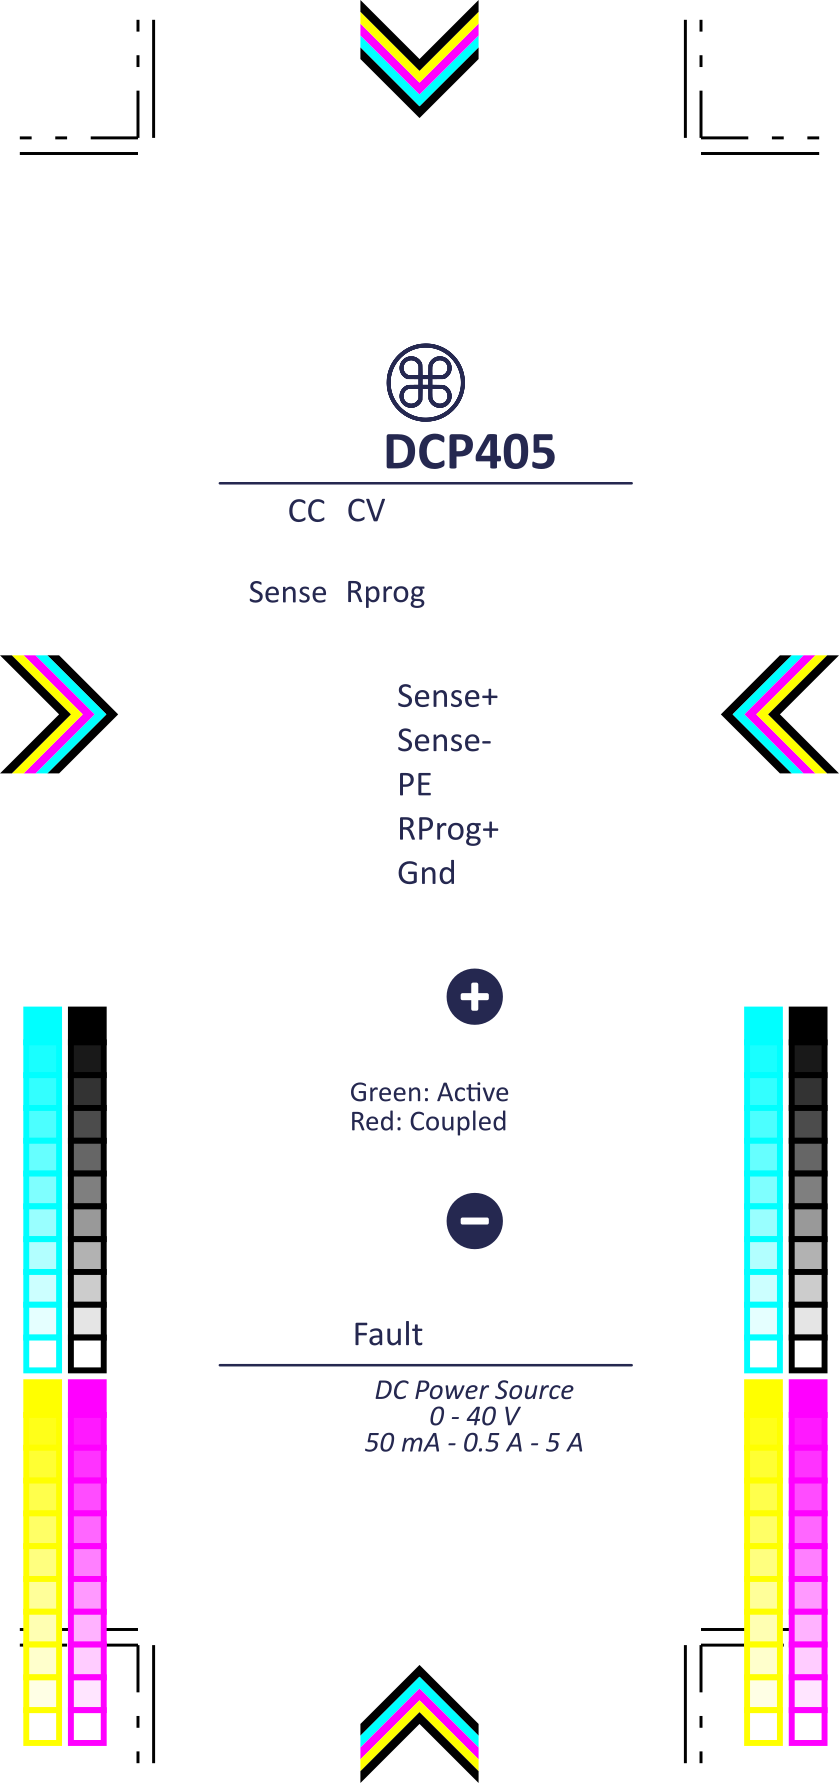 DCP405
CC CV
Sense Rprog
Sense+
Sense-
PE
RProg+
Gnd
+
Green: Active
Red: Coupled
-
Fault
DC Power Source
0 - 40 V
50 mA - 0.5 A - 5 A